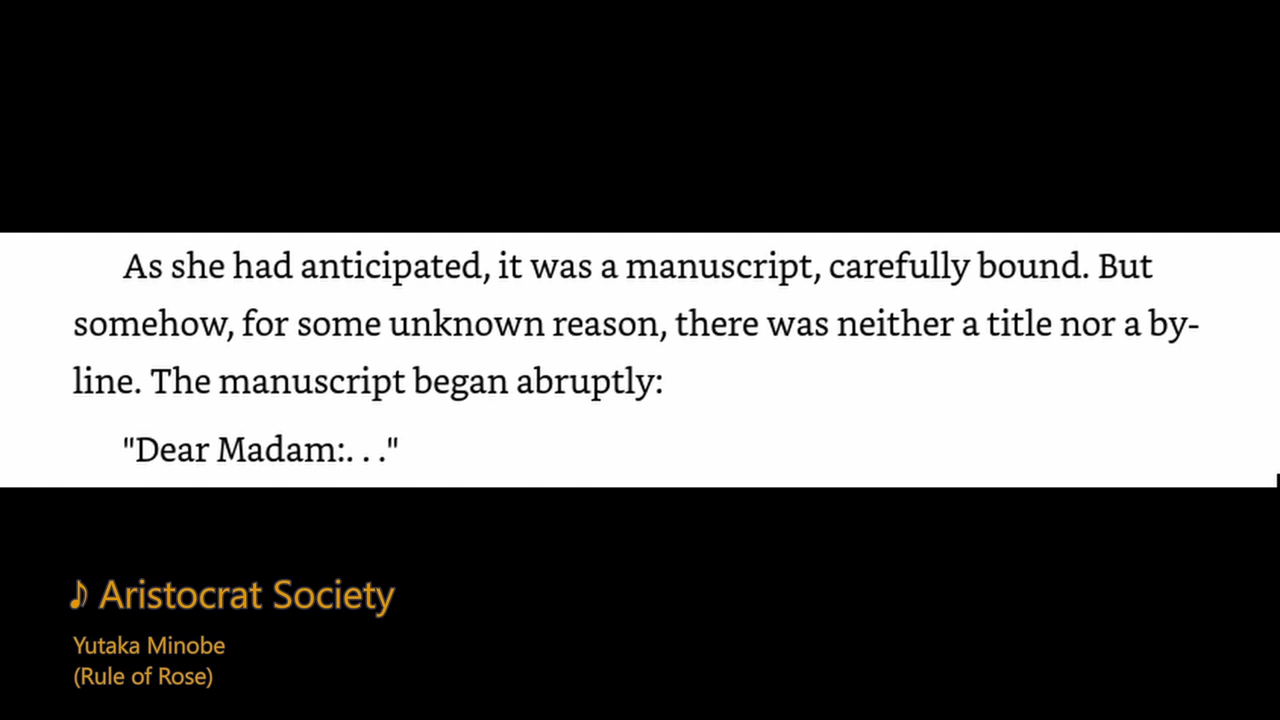 As she had anticipated, it was a manuscript, carefully bound. But
somehow, for some unknown reason, there was neither a title nor a by-
line. The manuscript began abruptly:
"Dear Madam:. . ."
♪ Aristocrat Society
Yutaka Minobe
(Rule of Rose)